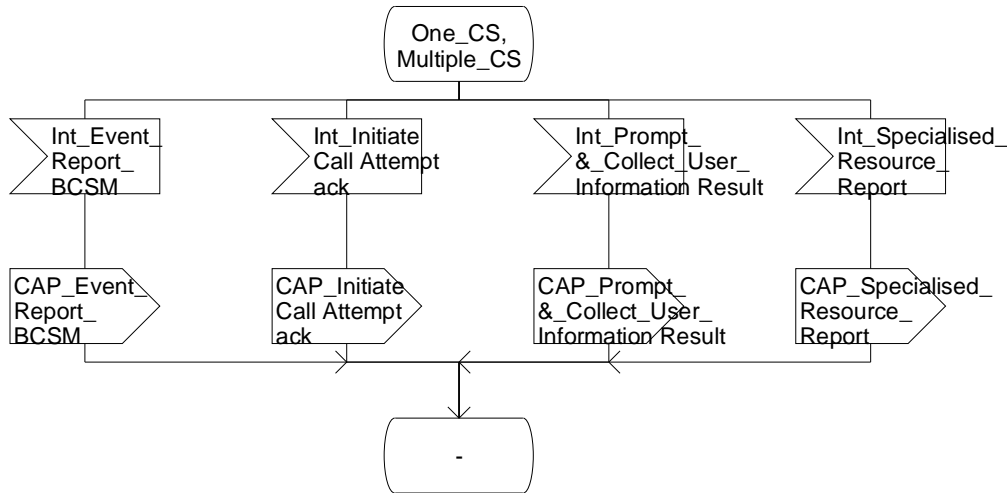 One_CS,
Multiple_CS
Int_Event_
Report_
BCSM
Int_Initiate
Call Attempt
ack
Int_Prompt_
&_Collect_User_
Information Result
Int_Specialised_
Resource_
Report
CAP_Event_
Report_
BCSM
CAP_Initiate
Call Attempt
ack
CAP_Prompt_
&_Collect_User_
Information Result
CAP_Specialised_
Resource_
Report
-